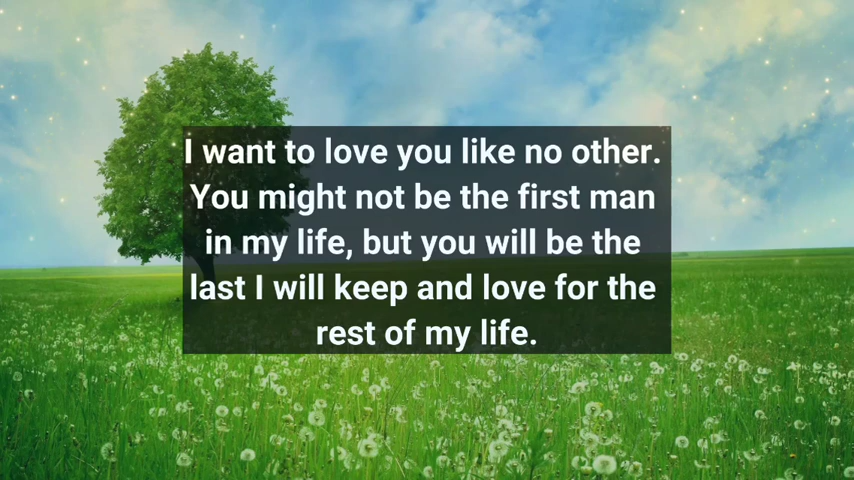 I want to love you like no other.
You might not be the first man
in my life, but you will be the
last I will keep and love for the
rest of my life.